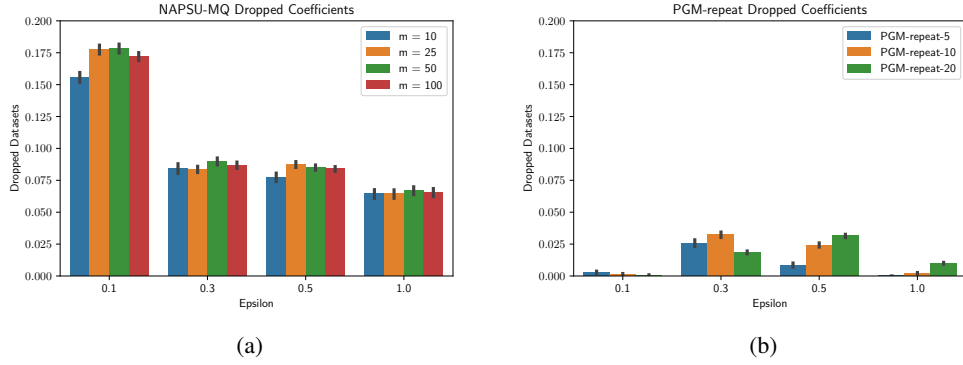 NAPSU-MQ Dropped Coefficients
0.200
0.175
0.150
0.125
0.100
0.075
0.050
0.025
0.000
Dropped Datasets
m = 10
m = 25
m = 50
m = 100
0.1
0.3
0.5
1.0
Epsilon
(a)
PGM-repeat Dropped Coefficients
0.200
0.175
0.150
0.125
0.100
0.075
0.050
0.025
0.000
Dropped Datasets
PGM-repeat-5
PGM-repeat-10
PGM-repeat-20
0.1
0.3
0.5
1.0
Epsilon
(b)